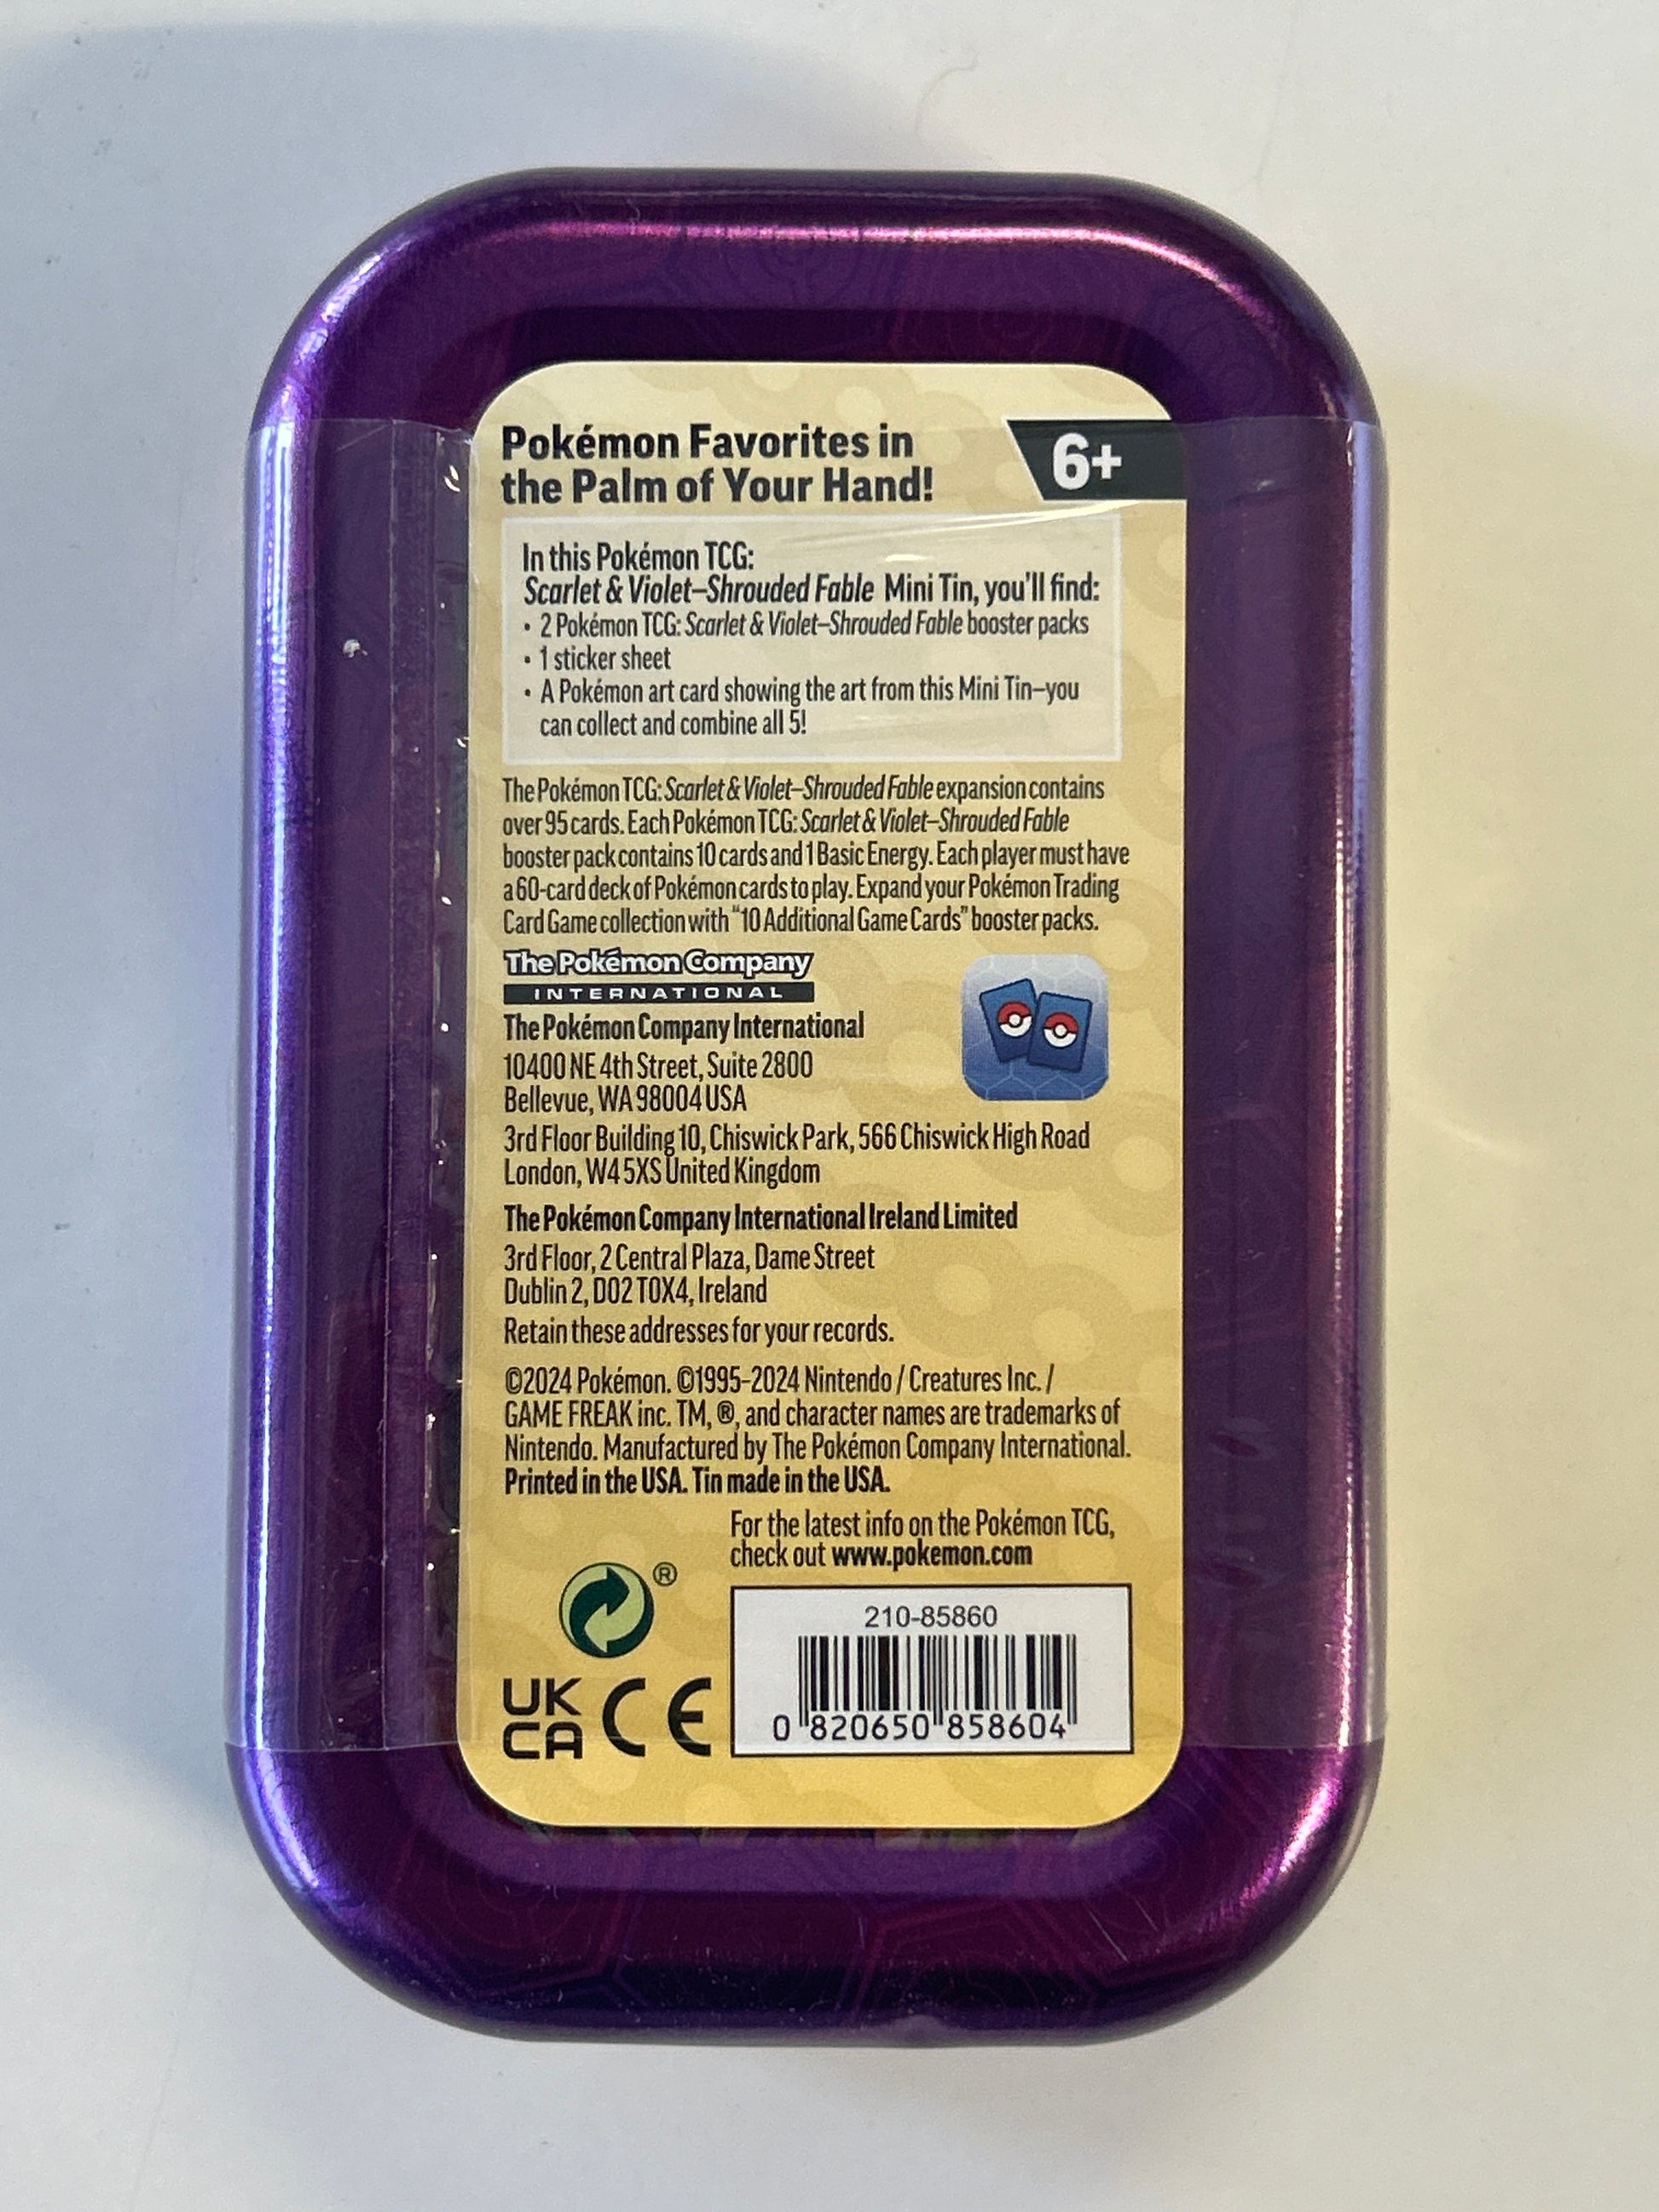 Pokémon Favorites in
the Palm of Your Hand!
6+
In this Pokémon TCG:
Scarlet & Violet–Shrouded Fable Mini Tin, you'll find:
• 2 Pokémon TCG: Scarlet & Violet–Shrouded Fable booster packs
• 1 sticker sheet
• A Pokémon art card showing the art from this Mini Tin–you
can collect and combine all 5!
The Pokémon TCG: Scarlet & Violet–Shrouded Fable expansion contains
over 95 cards. Each Pokémon TCG: Scarlet & Violet–Shrouded Fable
booster pack contains 10 cards and 1 Basic Energy. Each player must have
a 60-card deck of Pokémon cards to play. Expand your Pokémon Trading
Card Game collection with “10 Additional Game Cards” booster packs.
The Pokémon Company
INTERNATIONAL
The Pokémon Company International
10400 NE 4th Street, Suite 2800
Bellevue, WA 98004 USA
3rd Floor Building 10, Chiswick Park, 566 Chiswick High Road
London, W4 5XS United Kingdom
The Pokémon Company International Ireland Limited
3rd Floor, 2 Central Plaza, Dame Street
Dublin 2, D02 T0X4, Ireland
Retain these addresses for your records.
©2024 Pokémon. ©1995–2024 Nintendo / Creatures Inc. /
GAME FREAK inc. TM, ®, and character names are trademarks of
Nintendo. Manufactured by The Pokémon Company International.
Printed in the USA. Tin made in the USA.
For the latest info on the Pokémon TCG,
check out www.pokemon.com
®
UK
CA
CE
210-85860
0 820650 858604